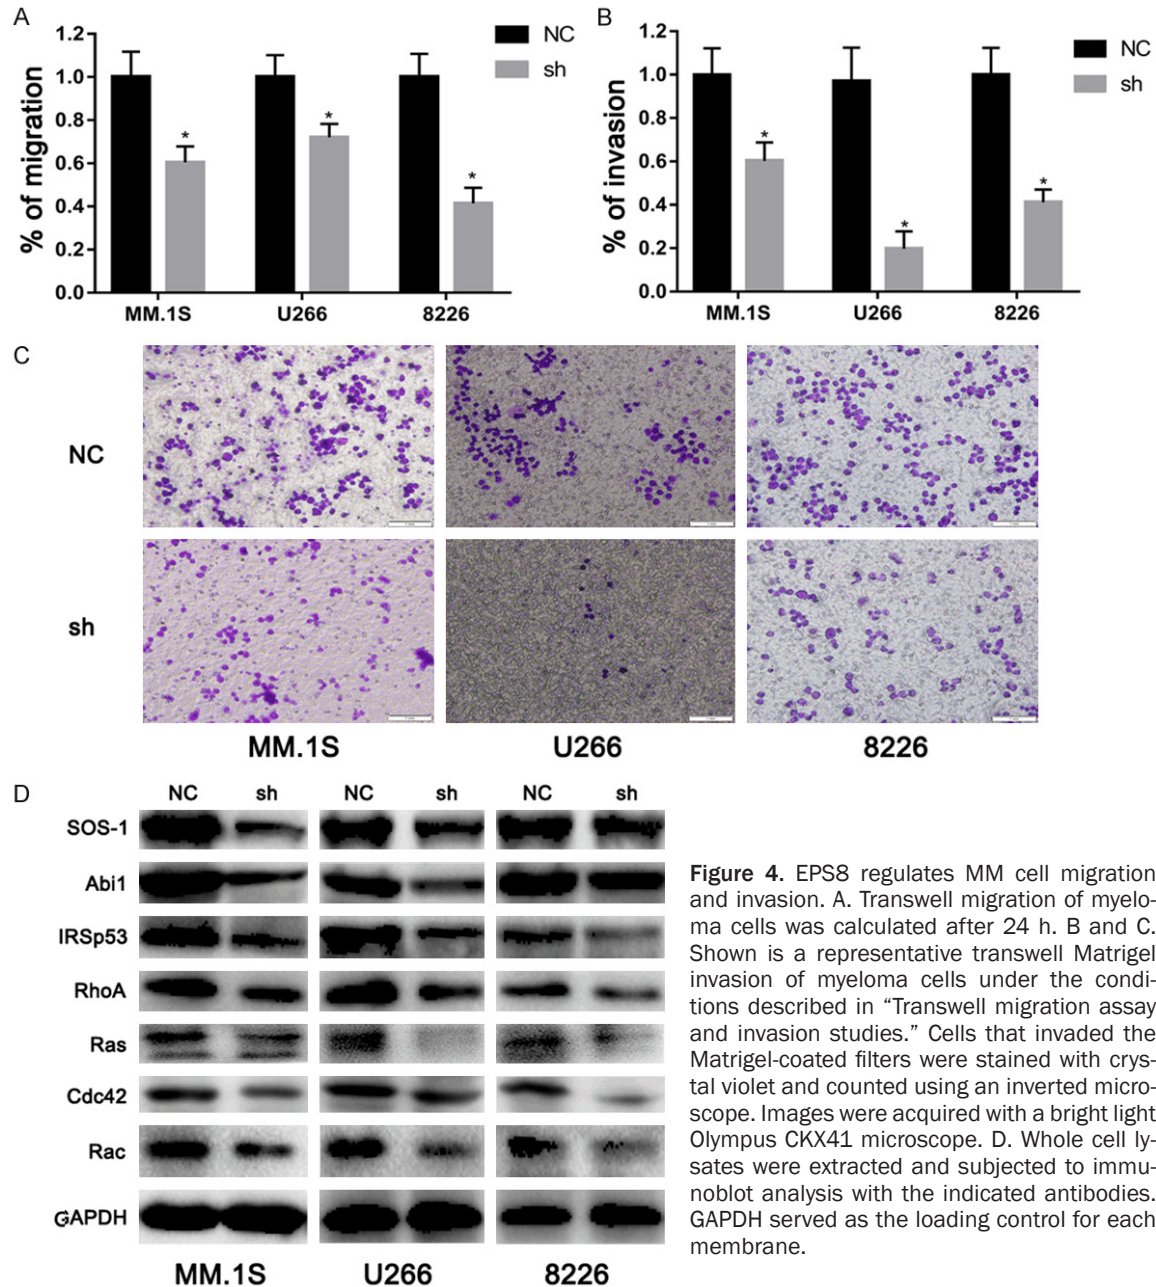 A
1.2
1.0
0.8
0.6
0.4
0.2
0.0
% of migration
NC
sh
*
*
*
MM.1S U266 8226
B
1.2
1.0
0.8
0.6
0.4
0.2
0.0
% of invasion
NC
sh
*
*
*
MM.1S U266 8226
C
NC
sh
MM.1S U266 8226
D
NC sh NC sh NC sh
SOS-1
Abi1
IRSp53
RhoA
Ras
Cdc42
Rac
GAPDH
MM.1S U266 8226
Figure 4. EPS8 regulates MM cell migration
and invasion. A. Transwell migration of myelo-
ma cells was calculated after 24 h. B and C.
Shown is a representative transwell Matrigel
invasion of myeloma cells under the condi-
tions described in “Transwell migration assay
and invasion studies.” Cells that invaded the
Matrigel-coated filters were stained with crys-
tal violet and counted using an inverted micro-
scope. Images were acquired with a bright light
Olympus CKX41 microscope. D. Whole cell ly-
sates were extracted and subjected to immu-
noblot analysis with the indicated antibodies.
GAPDH served as the loading control for each
membrane.